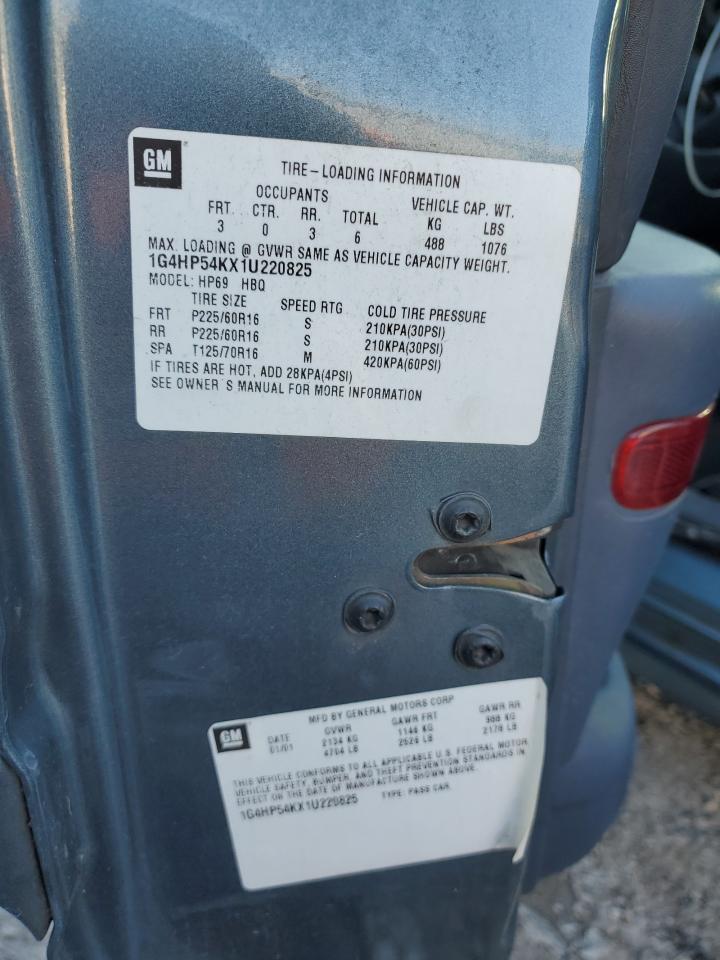 GM
TIRE-LOADING INFORMATION
OCCUPANTS VEHICLE CAP. WT.
FRT. CTR. RR. TOTAL KG LBS
3 0 3 6 488 1076
MAX. LOADING @ GVWR SAME AS VEHICLE CAPACITY WEIGHT.
1G4HP54KX1U220825
MODEL: HP69 HBQ
TIRE SIZE SPEED RTG COLD TIRE PRESSURE
FRT P225/60R16 S 210KPA(30PSI)
RR P225/60R16 S 210KPA(30PSI)
SPA T125/70R16 M 420KPA(60PSI)
IF TIRES ARE HOT, ADD 28KPA(4PSI)
SEE OWNER'S MANUAL FOR MORE INFORMATION
GM
MFD BY GENERAL MOTORS CORP
DATE GVWR GAWR FRT GAWR RR
01/01 2134 KG 1146 KG 988 KG
4704 LB 2526 LB 2178 LB
THIS VEHICLE CONFORMS TO ALL APPLICABLE U.S. FEDERAL MOTOR
VEHICLE SAFETY, BUMPER, AND THEFT PREVENTION STANDARDS IN
EFFECT ON THE DATE OF MANUFACTURE SHOWN ABOVE.
1G4HP54KX1U220825 TYPE: PASS CAR